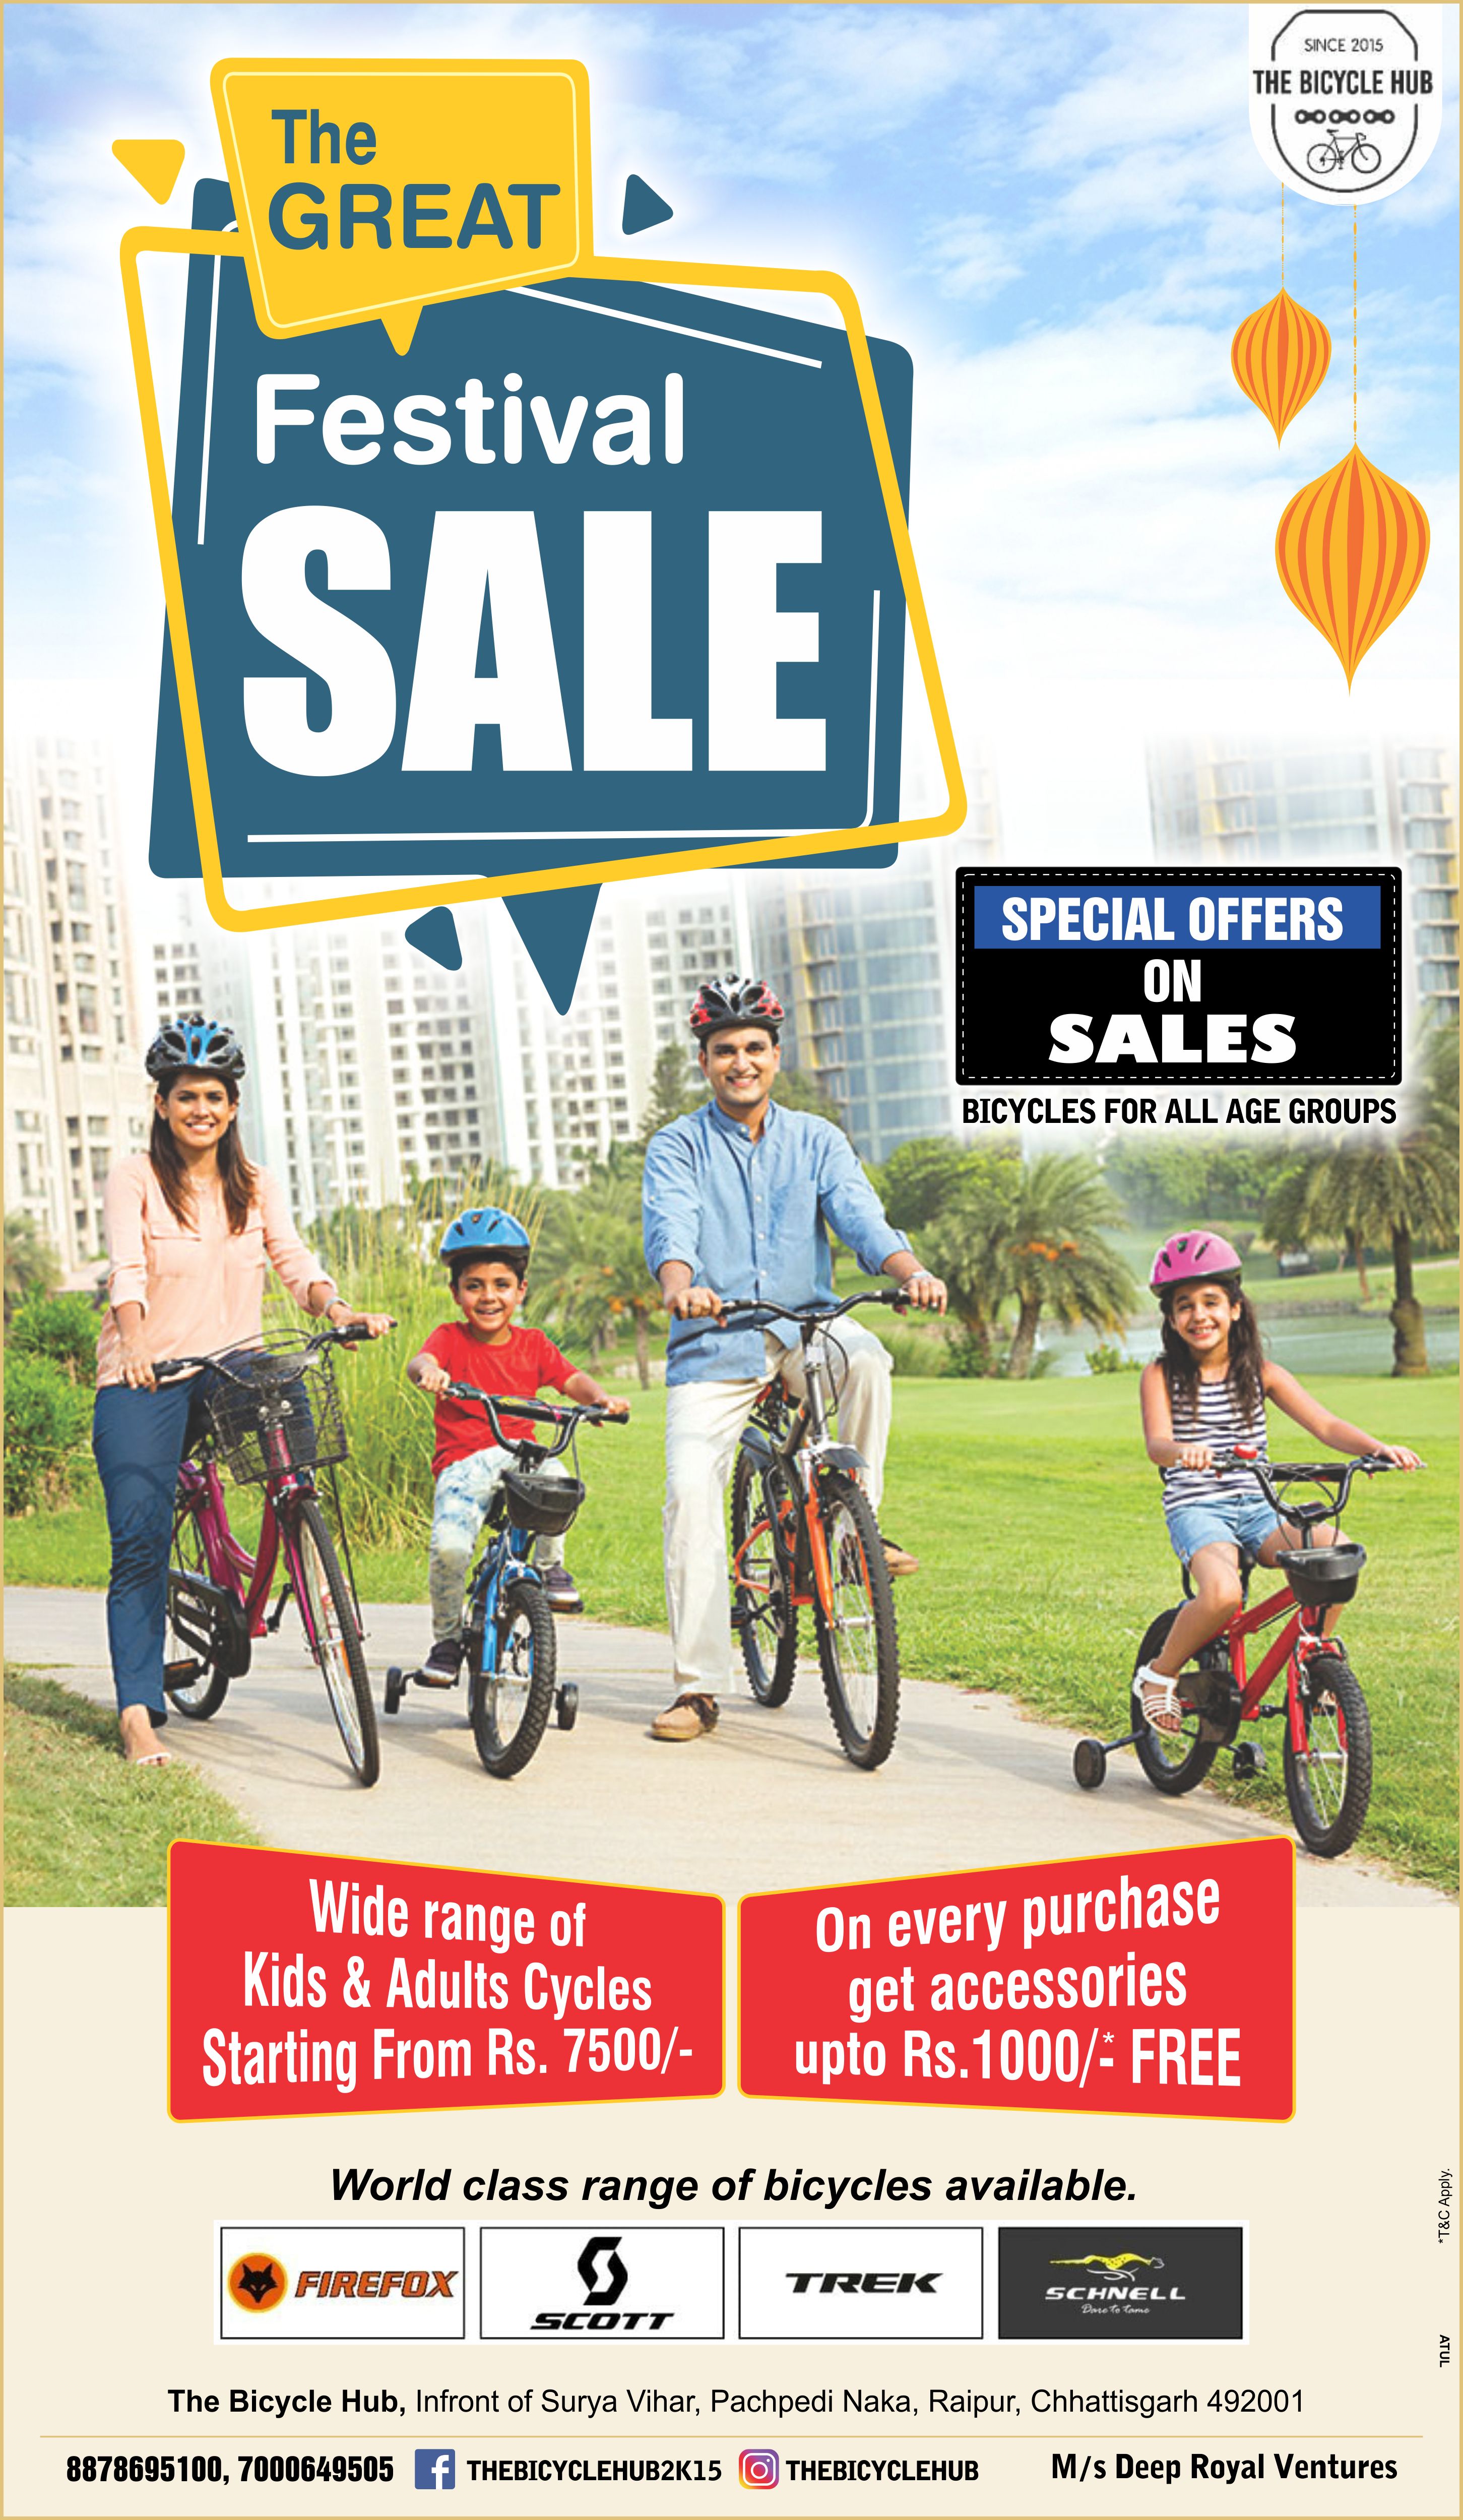 SINCE 2015
THE BICYCLE HUB
The
GREAT
Festival
SALE
SPECIAL OFFERS
ON
SALES
BICYCLES FOR ALL AGE GROUPS
Wide range of
Kids & Adults Cycles
Starting From Rs. 7500/-
On every purchase
get accessories
upto Rs.1000/-* FREE
World class range of bicycles available.
FIREFOX
SCOTT
TREK
SCHNELL
Dare to tame
*T&C Apply.
ATUL
The Bicycle Hub, Infront of Surya Vihar, Pachpedi Naka, Raipur, Chhattisgarh 492001
8878695100, 7000649505 f THEBICYCLEHUB2K15 THEBICYCLEHUB M/s Deep Royal Ventures